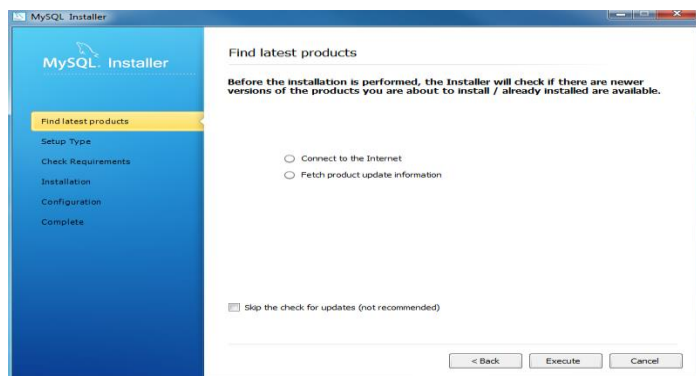 MySQL Installer
MySQL. Installer
Find latest products
Setup Type
Check Requirements
Installation
Configuration
Complete
Find latest products
Before the installation is performed, the Installer will check if there are newer
versions of the products you are about to install / already installed are available.
Connect to the Internet
Fetch product update information
Skip the check for updates (not recommended)
< Back
Execute
Cancel